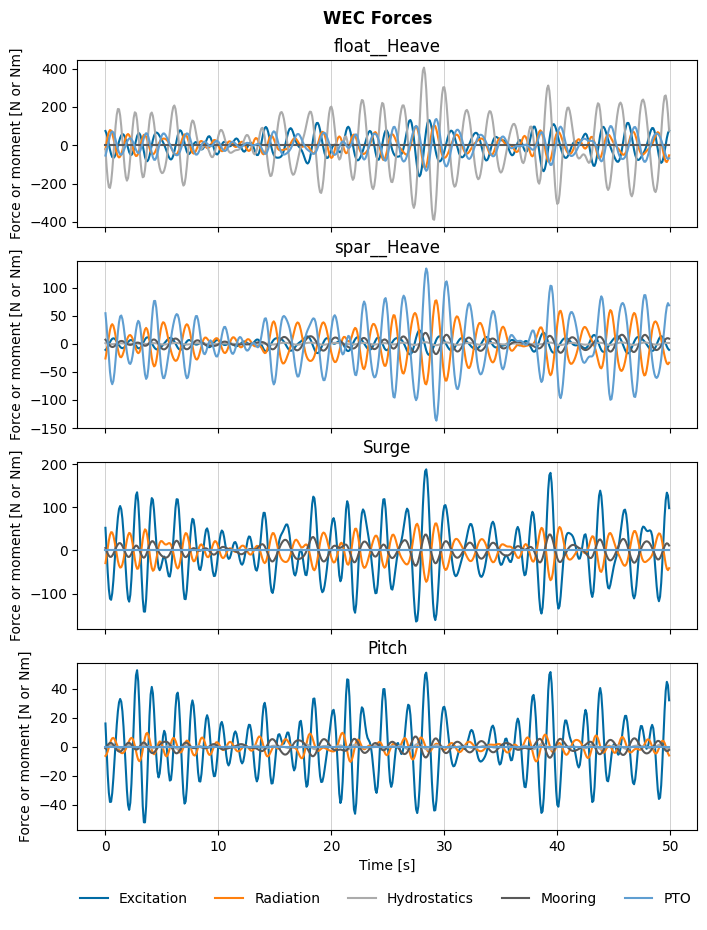 WEC Forces
float__Heave
Force or moment [N or Nm]
400
200
0
−200
−400
spar__Heave
Force or moment [N or Nm]
100
50
0
−50
−100
−150
Surge
Force or moment [N or Nm]
200
100
0
−100
Pitch
Force or moment [N or Nm]
40
20
0
−20
−40
0 10 20 30 40 50
Time [s]
Excitation Radiation Hydrostatics Mooring PTO